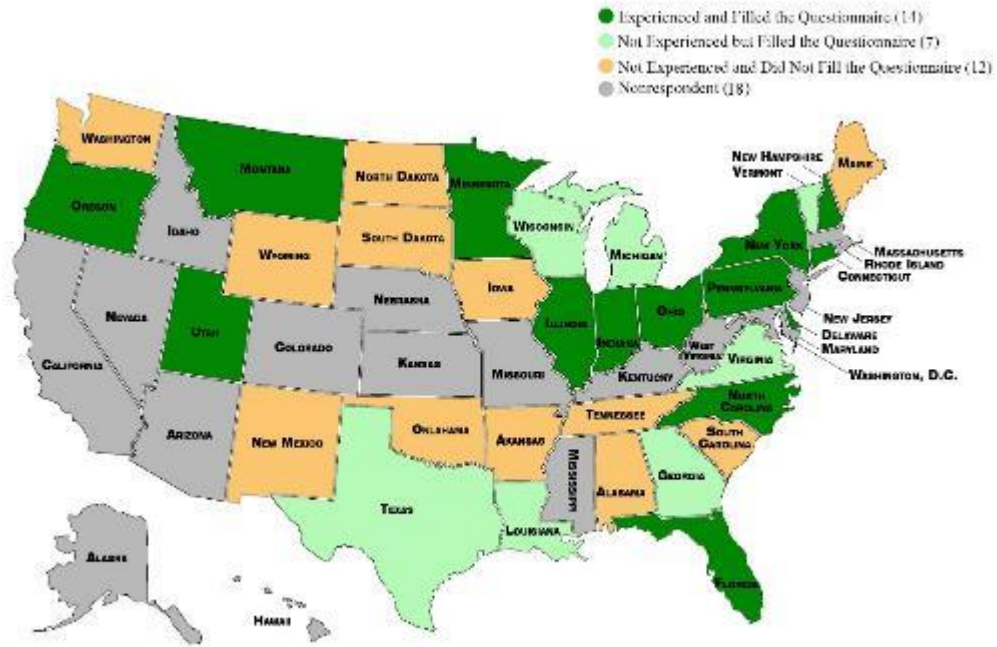 Experienced and Filled the Questionnaire (14)
Not Experienced but Filled the Questionnaire (7)
Not Experienced and Did Not Fill the Questionnaire (12)
Nonrespondent (18)
WASHINGTON
MONTANA
NORTH DAKOTA
MINNESOTA
NEW HAMPSHIRE
VERMONT
MAINE
OREGON
IDAHO
SOUTH DAKOTA
WISCONSIN
MICHIGAN
NEW YORK
MASSACHUSETTS
RHODE ISLAND
CONNECTICUT
WYOMING
IOWA
NEBRASKA
PENNSYLVANIA
NEVADA
UTAH
ILLINOIS
INDIANA
OHIO
NEW JERSEY
DELAWARE
MARYLAND
COLORADO
KANSAS
MISSOURI
WEST
VIRGINIA
VIRGINIA
WASHINGTON, D.C.
CALIFORNIA
KENTUCKY
NORTH
CAROLINA
ARIZONA
NEW MEXICO
OKLAHOMA
AKANSAS
TENNESSEE
SOUTH
CAROLINA
MISSISSIPPI
ALABAMA
GEORGIA
TEXAS
LOUISIANA
ALASKA
FLORIDA
HAWAII